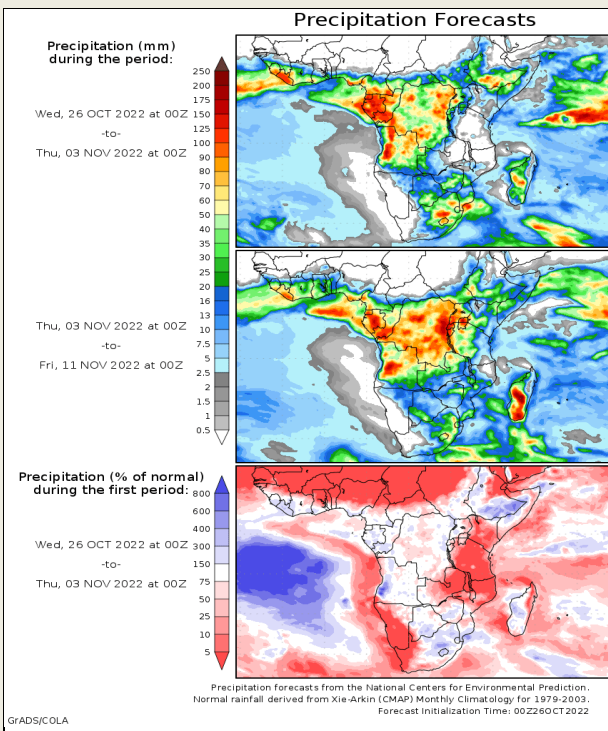 Precipitation Forecasts
Precipitation (mm)
during the period:
Wed, 26 OCT 2022 at 00Z
-to-
Thu, 03 NOV 2022 at 00Z
250
200
175
150
125
100
90
80
70
60
50
40
35
30
25
20
16
13
10
7.5
5
2.5
2
1.5
1
0.5
Thu, 03 NOV 2022 at 00Z
-to-
Fri, 11 NOV 2022 at 00Z
Precipitation (% of normal)
during the first period:
Wed, 26 OCT 2022 at 00Z
-to-
Thu, 03 NOV 2022 at 00Z
800
600
400
300
150
75
50
25
10
5
Precipitation forecasts from the National Centers for Environmental Prediction.
Normal rainfall derived from Xie-Arkin (CMAP) Monthly Climatology for 1979-2003.
Forecast Initialization Time: 00Z26OCT2022
GrADS/COLA